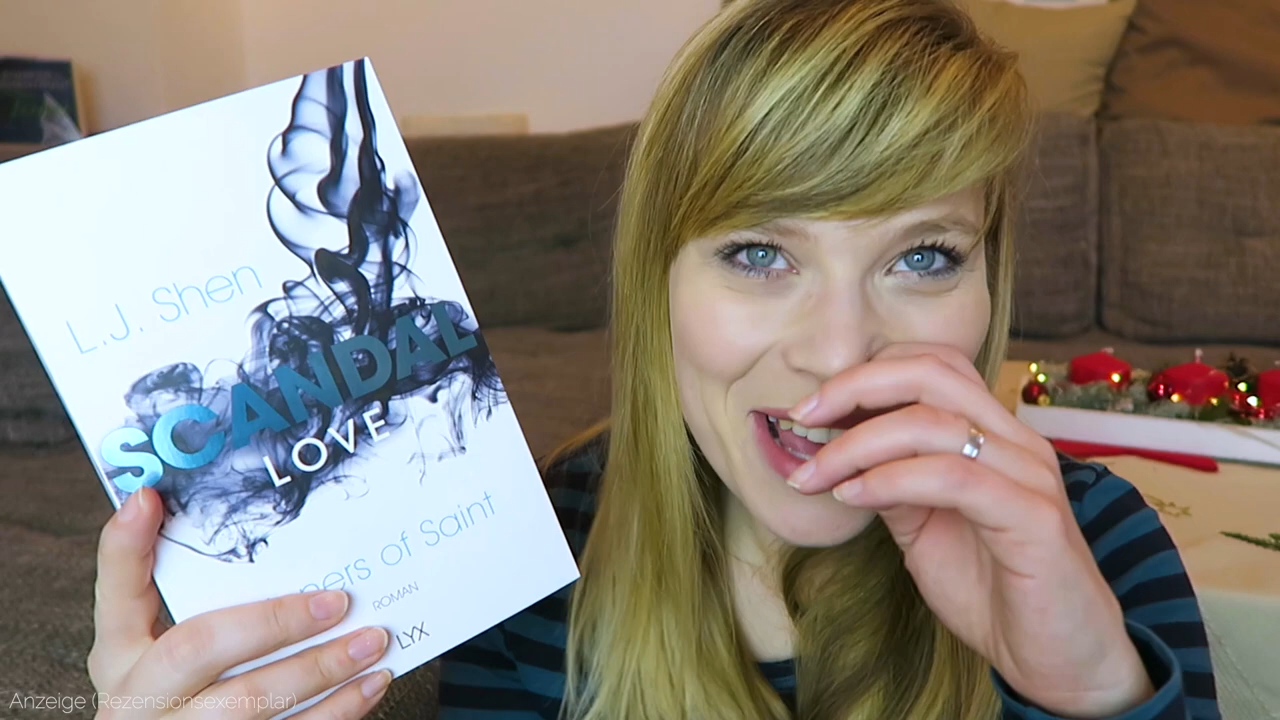 L.J. Shen
SCANDAL
LOVE
of Saint
ROMAN
LYX
Anzeige (Rezensionsexemplar)